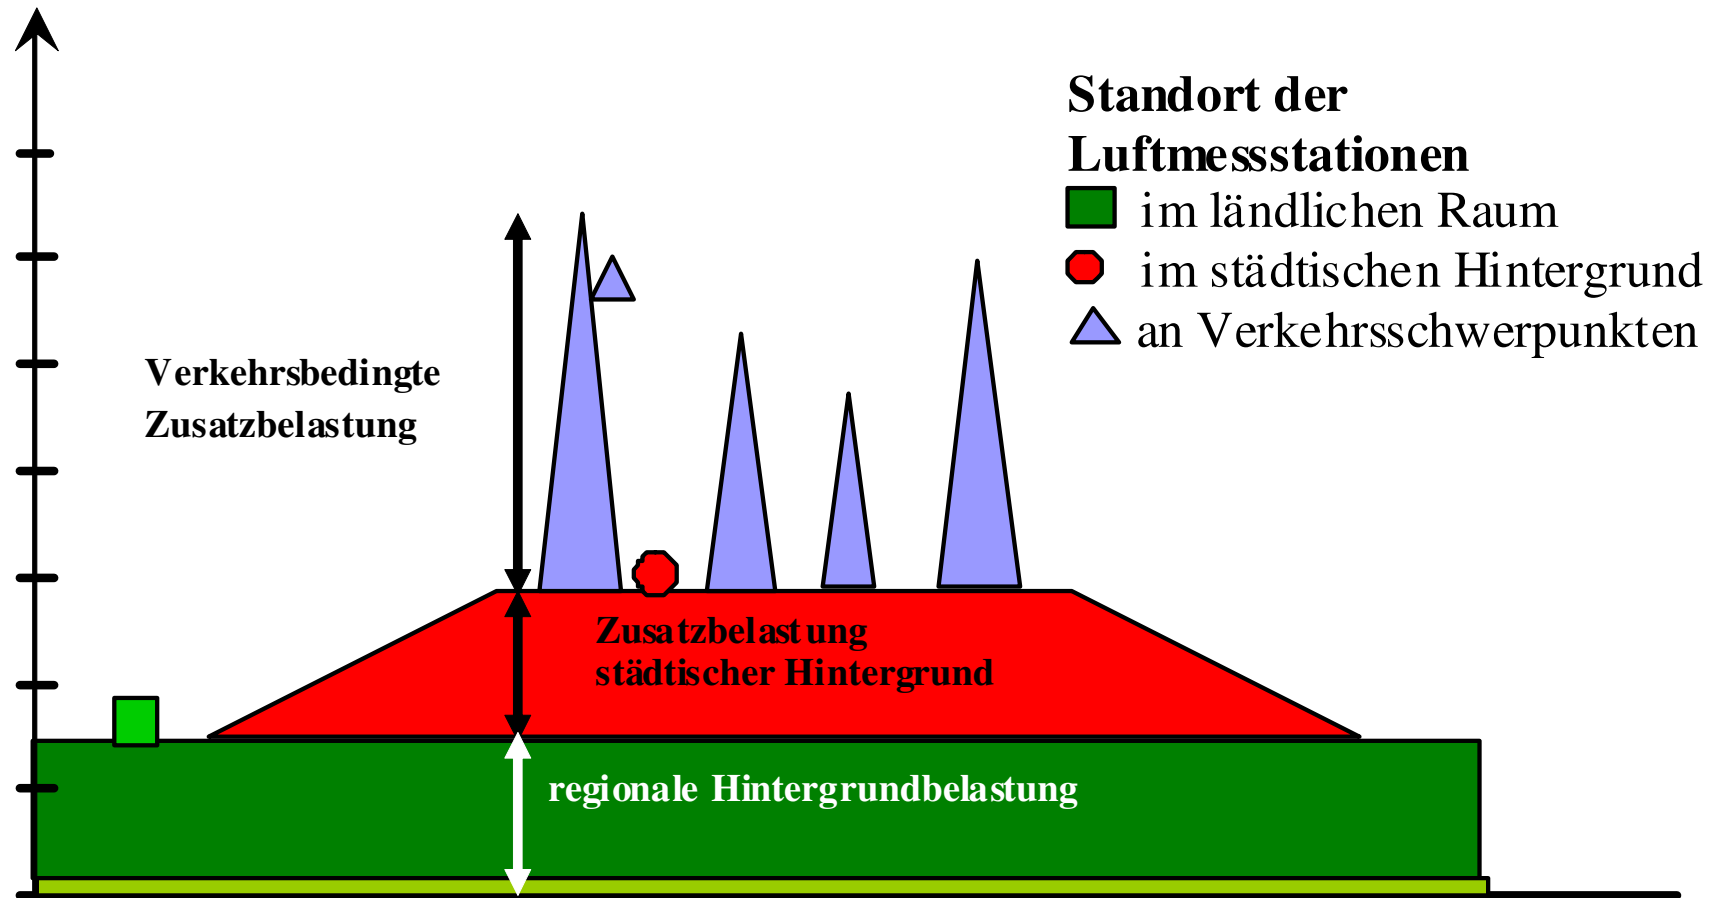 Standort der
Luftmessstationen
im ländlichen Raum
im städtischen Hintergrund
an Verkehrsschwerpunkten
Verkehrsbedingte
Zusatzbelastung
Zusatzbelastung
städtischer Hintergrund
regionale Hintergrundbelastung